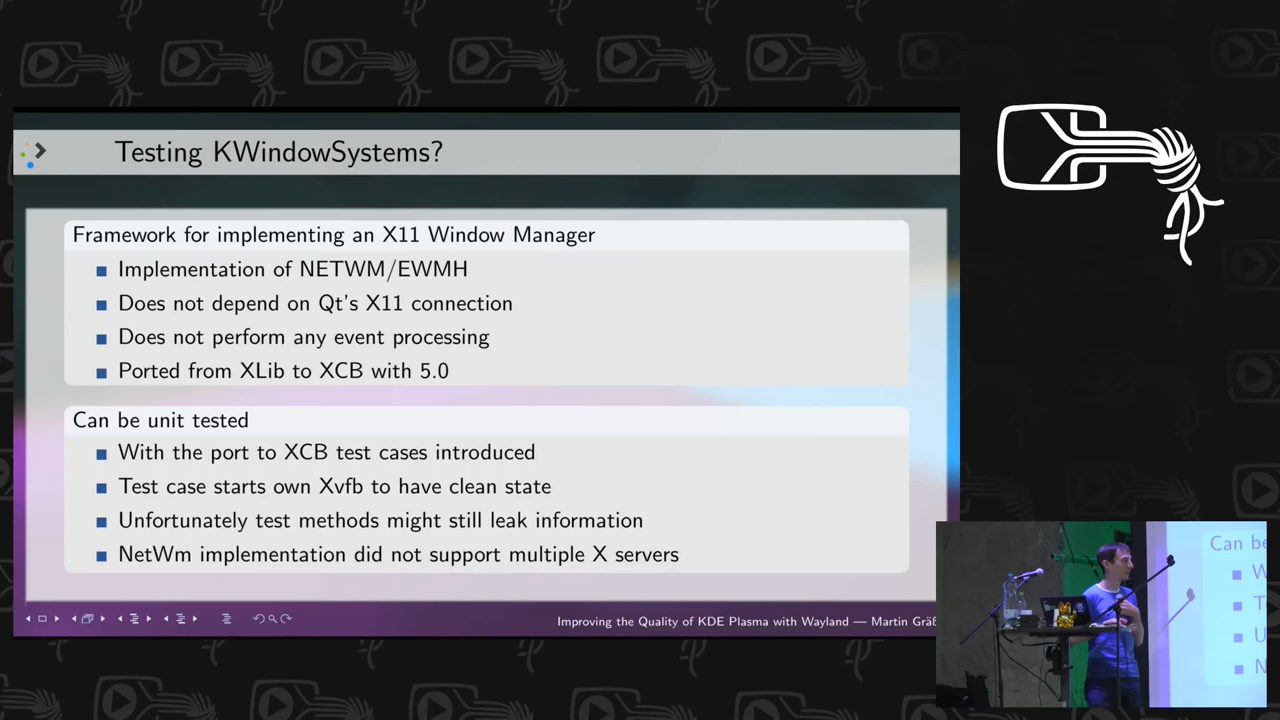 Testing KWindowSystems?
Framework for implementing an X11 Window Manager
Implementation of NETWM/EWMH
Does not depend on Qt's X11 connection
Does not perform any event processing
Ported from XLib to XCB with 5.0
Can be unit tested
With the port to XCB test cases introduced
Test case starts own Xvfb to have clean state
Unfortunately test methods might still leak information
NetWm implementation did not support multiple X servers
Improving the Quality of KDE Plasma with Wayland — Martin Gräß
Can be
W
T
U
N